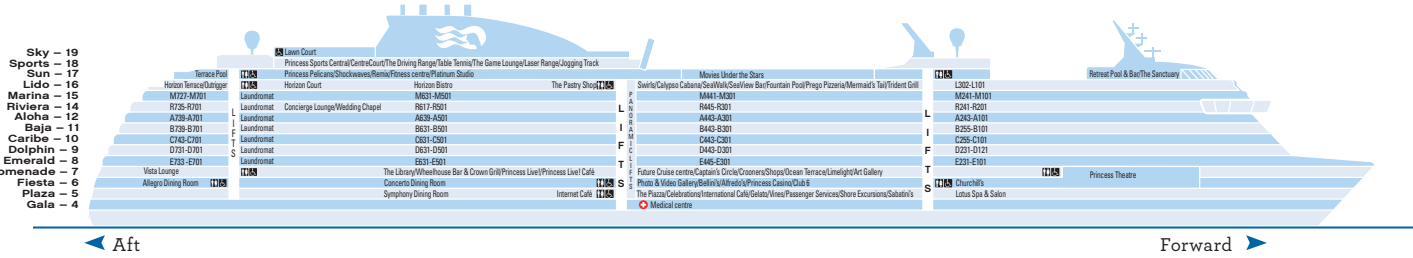 Sky – 19 Lawn Court
Sports – 18 Princess Sports Central/CentreCourt/The Driving Range/Table Tennis/The Game Lounge/Laser Range/Jogging Track
Sun – 17 Terrace Pool Princess Pelicans/Shockwaves/Remix/Fitness centre/Platinum Studio Movies Under the Stars Retreat Pool & Bar/The Sanctuary
Lido – 16 Horizon Terrace/Outrigger Horizon Court Horizon Bistro The Pastry Shop Swirls/Calypso Cabana/SeaWalk/SeaView Bar/Fountain Pool/Prego Pizzeria/Mermaid's Tail/Trident Grill L302-L101
Marina – 15 M727-M701 Laundromat M631-M501 M441-M301 M241-M101
Riviera – 14 R735-R701 Laundromat Concierge Lounge/Wedding Chapel R617-R501 R445-R301 R241-R201
Aloha – 12 A739-A701 Laundromat A639-A501 A443-A301 A243-A101
Baja – 11 B739-B701 Laundromat B631-B501 B443-B301 B255-B101
Caribe – 10 C743-C701 Laundromat C631-C501 C443-C301 C255-C101
Dolphin – 9 D731-D701 Laundromat D631-D501 D443-D301 D231-D121
Emerald – 8 E733 -E701 Laundromat E631-E501 E445-E301 E231-E101
omenade – 7 Vista Lounge The Library/Wheelhouse Bar & Crown Grill/Princess Live!/Princess Live! Café Future Cruise centre/Captain's Circle/Crooners/Shops/Ocean Terrace/Limelight/Art Gallery Princess Theatre
Fiesta – 6 Allegro Dining Room Concerto Dining Room Photo & Video Gallery/Bellini's/Alfredo's/Princess Casino/Club 6 Churchill's
Plaza – 5 Symphony Dining Room Internet Café The Piazza/Celebrations/International Café/Gelato/Vines/Passenger Services/Shore Excursions/Sabatini's Lotus Spa & Salon
Gala – 4 Medical centre
LIFTS
LIFTS
PANORAMIC LIFTS
LIFTS
Aft Forward